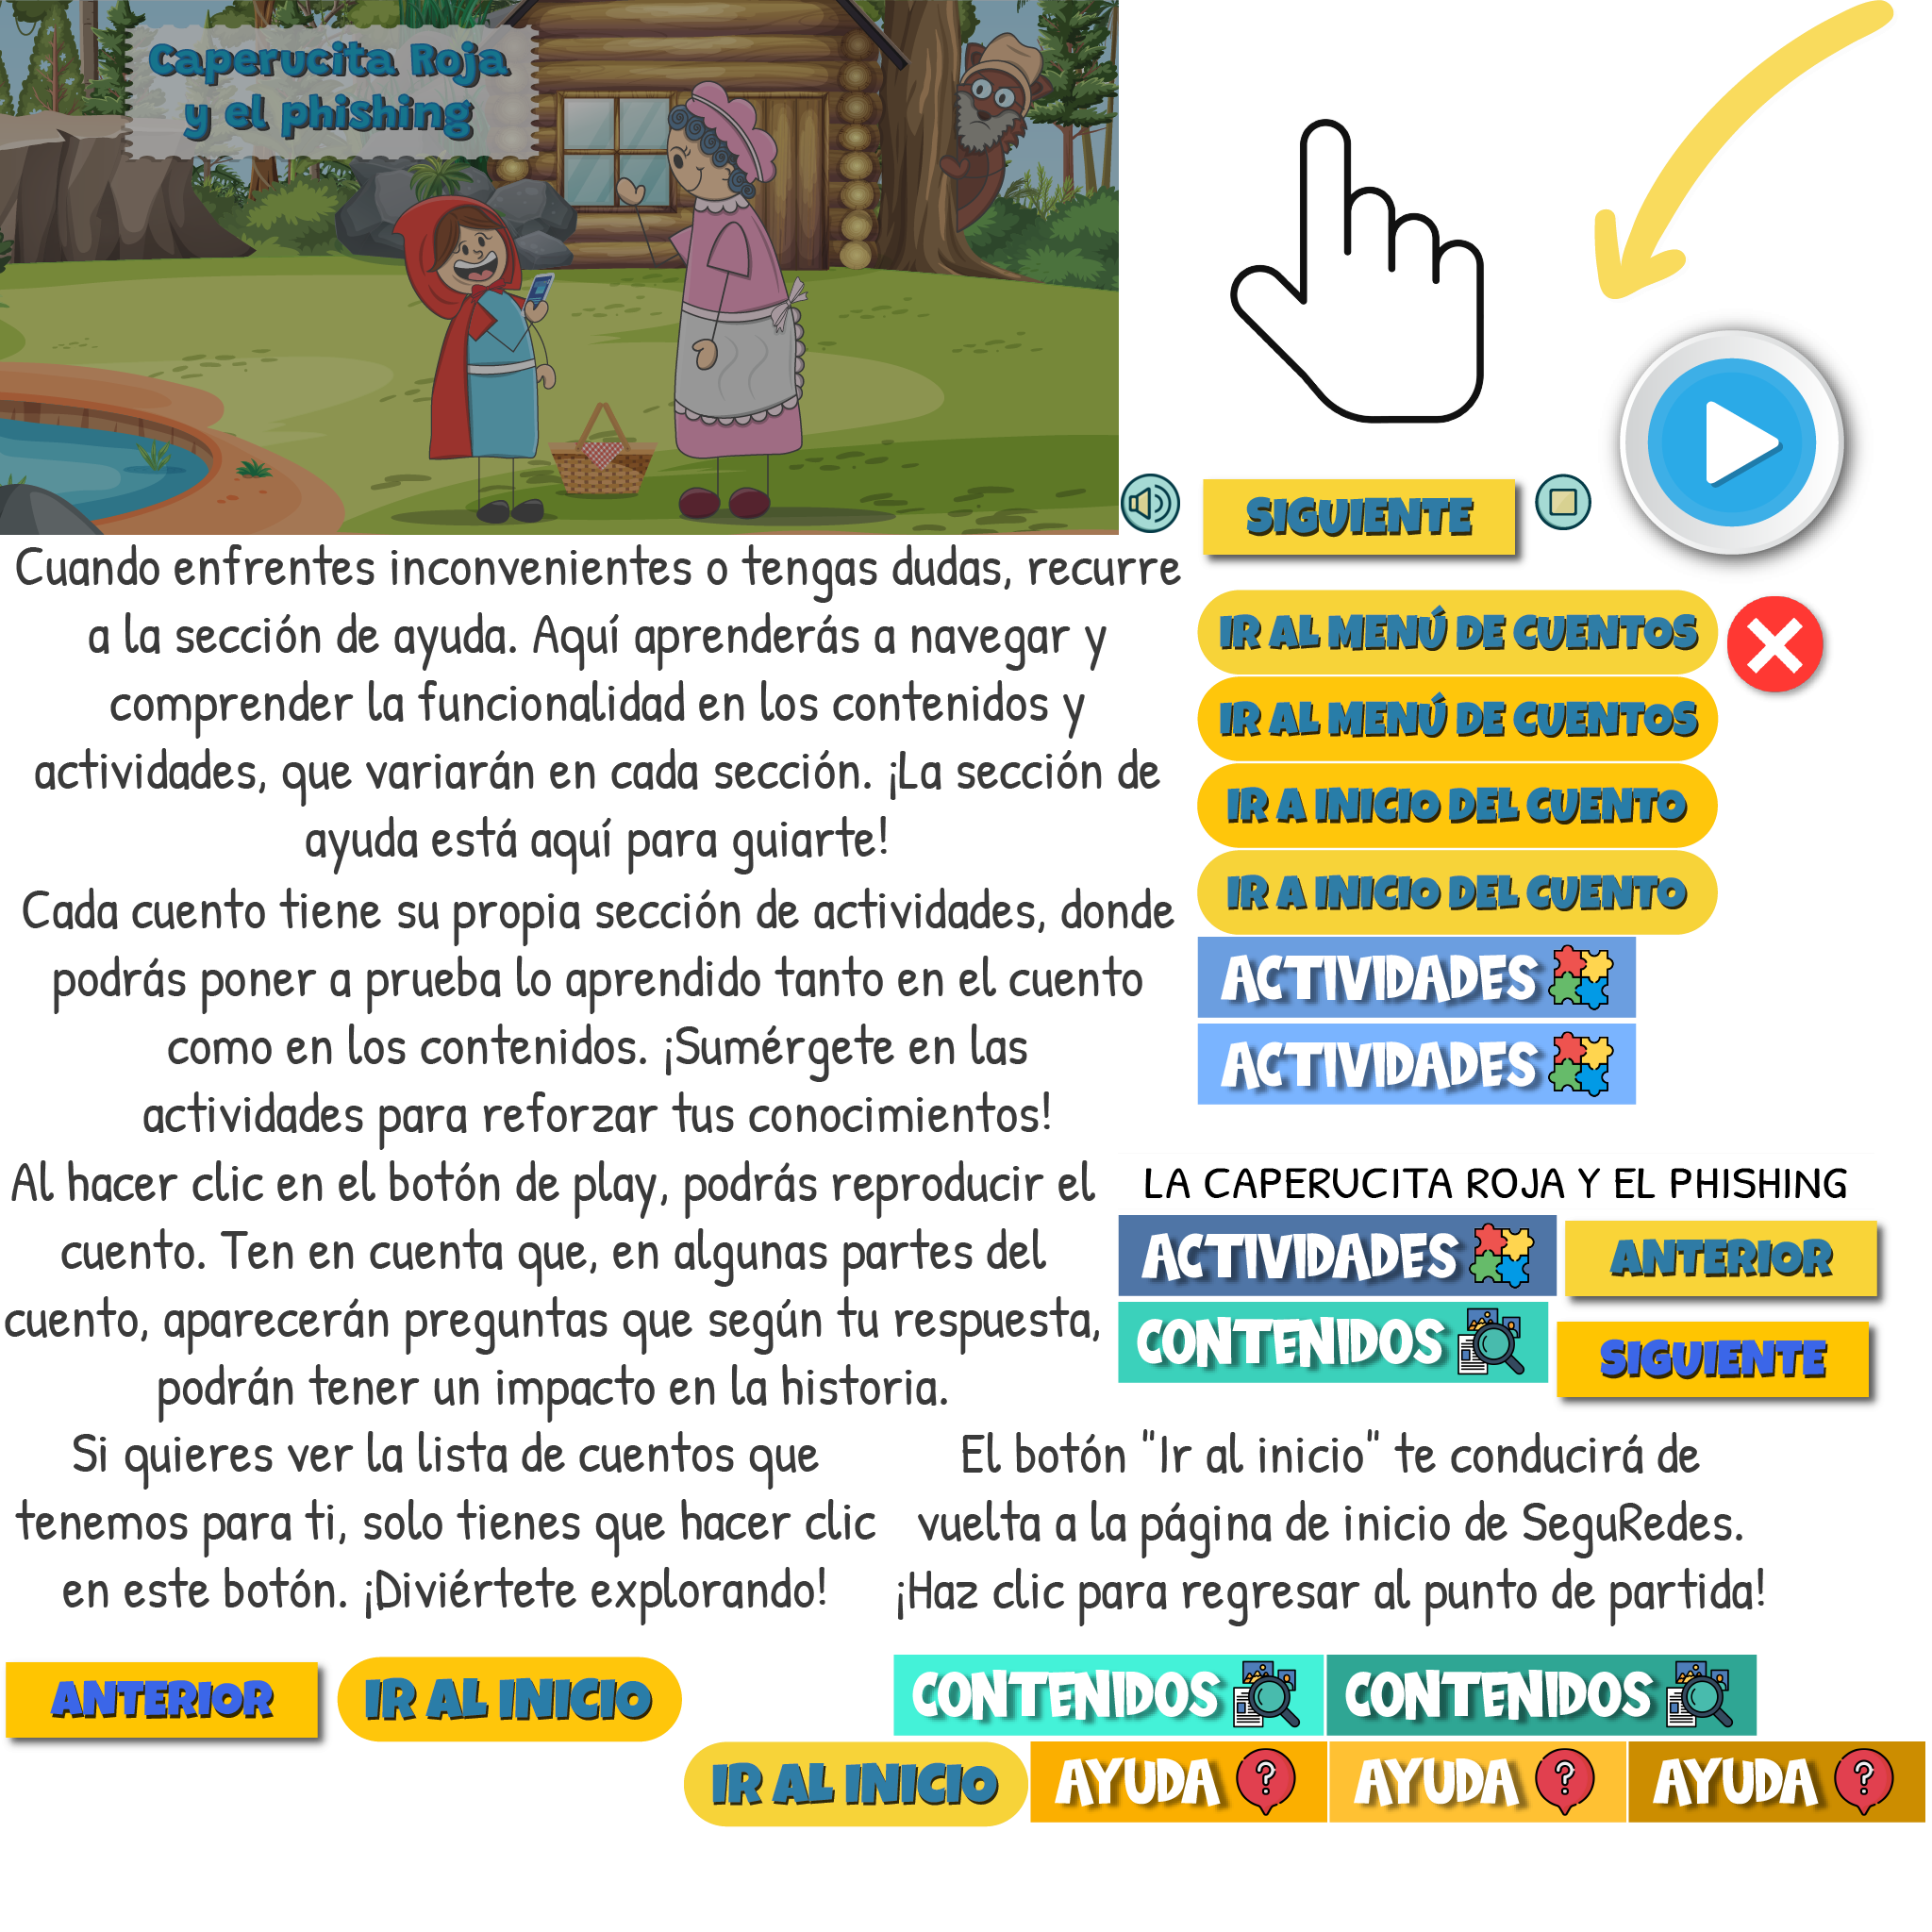 Caperucita Roja
y el phishing
SIGUIENTE
Cuando enfrentes inconvenientes o tengas dudas, recurre
a la sección de ayuda. Aquí aprenderás a navegar y
comprender la funcionalidad en los contenidos y
actividades, que variarán en cada sección. ¡La sección de
ayuda está aquí para guiarte!
IR AL MENÚ DE CUENTOS
IR AL MENÚ DE CUENTOS
IR A INICIO DEL CUENTO
IR A INICIO DEL CUENTO
Cada cuento tiene su propia sección de actividades, donde
podrás poner a prueba lo aprendido tanto en el cuento
como en los contenidos. ¡Sumérgete en las
actividades para reforzar tus conocimientos!
ACTIVIDADES
ACTIVIDADES
Al hacer clic en el botón de play, podrás reproducir el
cuento. Ten en cuenta que, en algunas partes del
cuento, aparecerán preguntas que según tu respuesta,
podrán tener un impacto en la historia.
LA CAPERUCITA ROJA Y EL PHISHING
ACTIVIDADES
ANTERIOR
CONTENIDOS
SIGUIENTE
Si quieres ver la lista de cuentos que
tenemos para ti, solo tienes que hacer clic
en este botón. ¡Diviértete explorando!
El botón "Ir al inicio" te conducirá de
vuelta a la página de inicio de SeguRedes.
¡Haz clic para regresar al punto de partida!
ANTERIOR
IR AL INICIO
CONTENIDOS
CONTENIDOS
IR AL INICIO
AYUDA
AYUDA
AYUDA